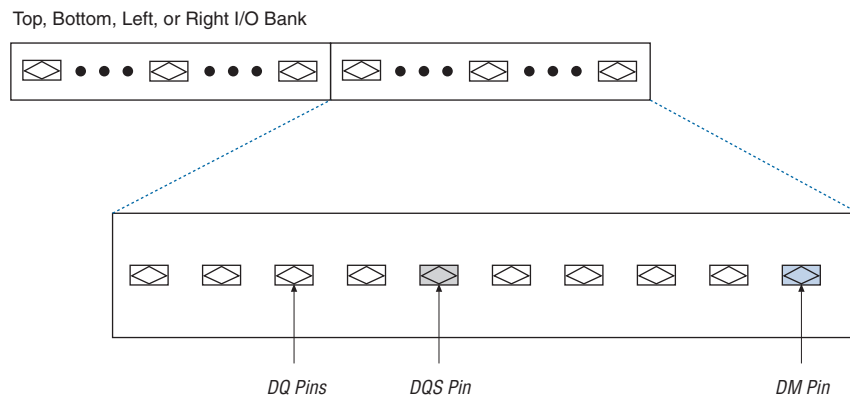 Top, Bottom, Left, or Right I/O Bank
DQ Pins
DQS Pin
DM Pin